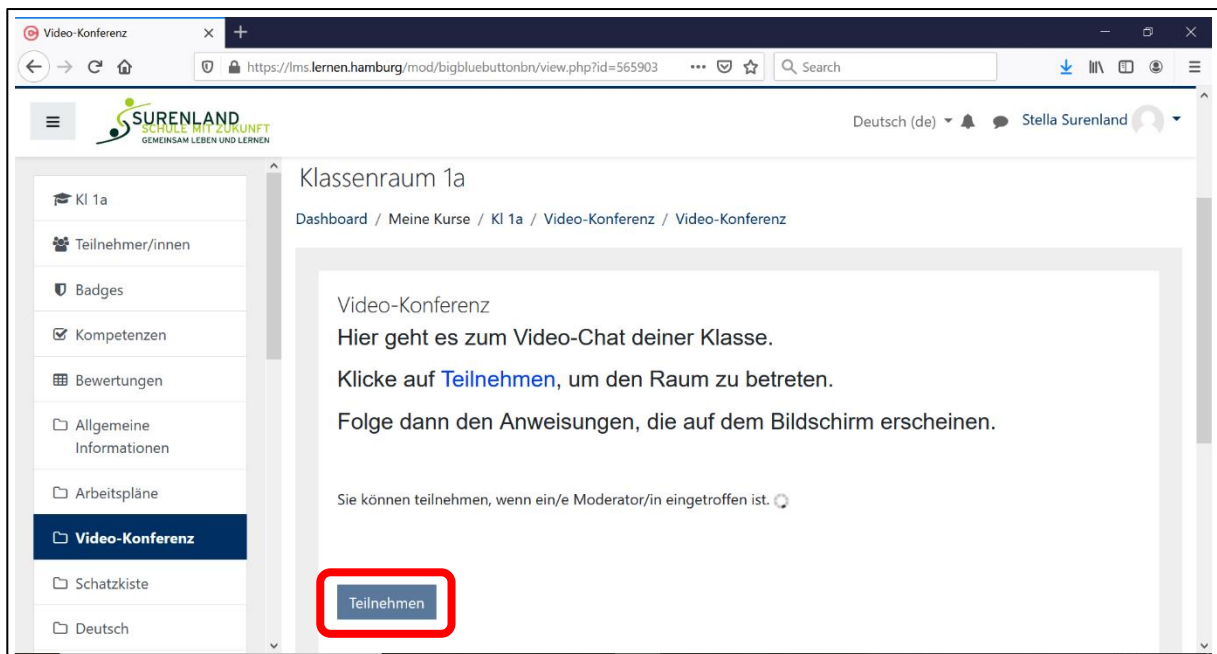 Video-Konferenz
https://lms.lernen.hamburg/mod/bigbluebuttonbn/view.php?id=565903
Search
SURENLAND
SCHULE MIT ZUKUNFT
GEMEINSAM LEBEN UND LERNEN
Deutsch (de)
Stella Surenland
Kl 1a
Teilnehmer/innen
Badges
Kompetenzen
Bewertungen
Allgemeine
Informationen
Arbeitspläne
Video-Konferenz
Schatzkiste
Deutsch
Klassenraum 1a
Dashboard / Meine Kurse / Kl 1a / Video-Konferenz / Video-Konferenz
Video-Konferenz
Hier geht es zum Video-Chat deiner Klasse.
Klicke auf Teilnehmen, um den Raum zu betreten.
Folge dann den Anweisungen, die auf dem Bildschirm erscheinen.
Sie können teilnehmen, wenn ein/e Moderator/in eingetroffen ist.
Teilnehmen